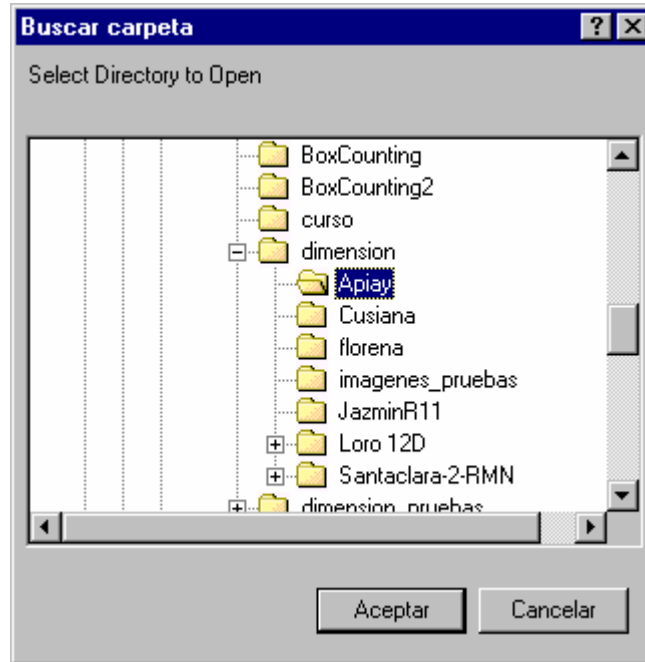 Buscar carpeta
Select Directory to Open
BoxCounting
BoxCounting2
curso
dimension
Apiay
Cusiana
florena
imagenes_pruebas
JazminR11
Loro 12D
Santaclara-2-RMN
dimension_pruebas
Aceptar Cancelar